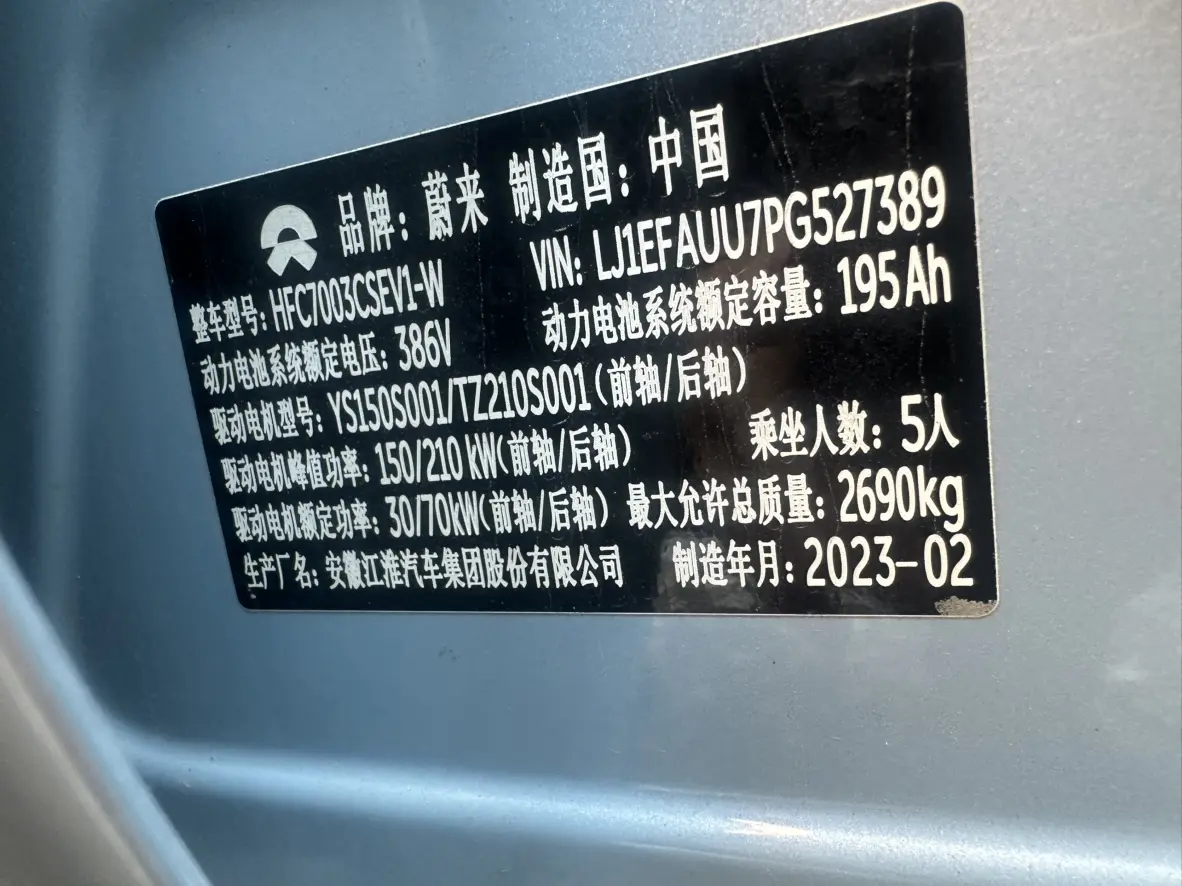 品牌：蔚来 制造国：中国
整车型号：HFC7003CSEV1-W VIN：LJ1EFAUU7PG527389
动力电池系统额定电压：386V 动力电池系统额定容量：195Ah
驱动电机型号：YS150S001/TZ210S001（前轴/后轴）
驱动电机峰值功率：150/210kW（前轴/后轴） 乘坐人数：5人
驱动电机额定功率：30/70kW（前轴/后轴） 最大允许总质量：2690kg
生产厂名：安徽江淮汽车集团股份有限公司 制造年月：2023-02